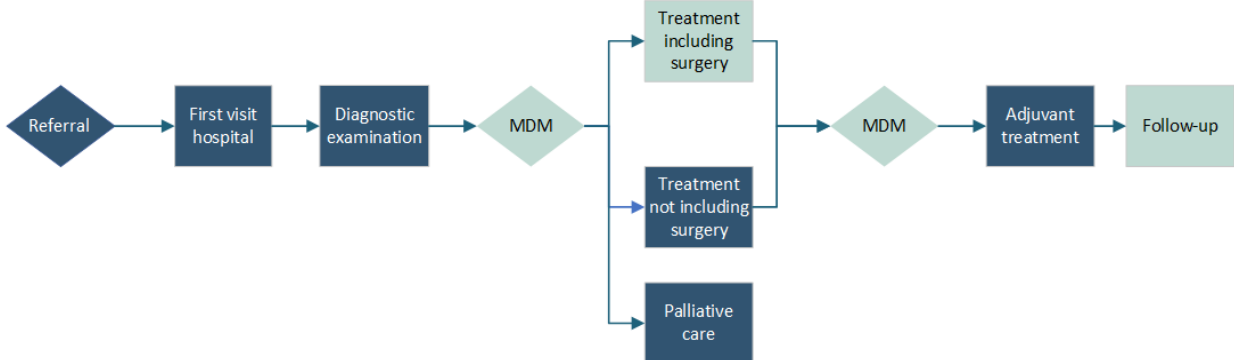 Referral
First visit
hospital
Diagnostic
examination
MDM
Treatment
including
surgery
Treatment
not including
surgery
Palliative
care
MDM
Adjuvant
treatment
Follow-up